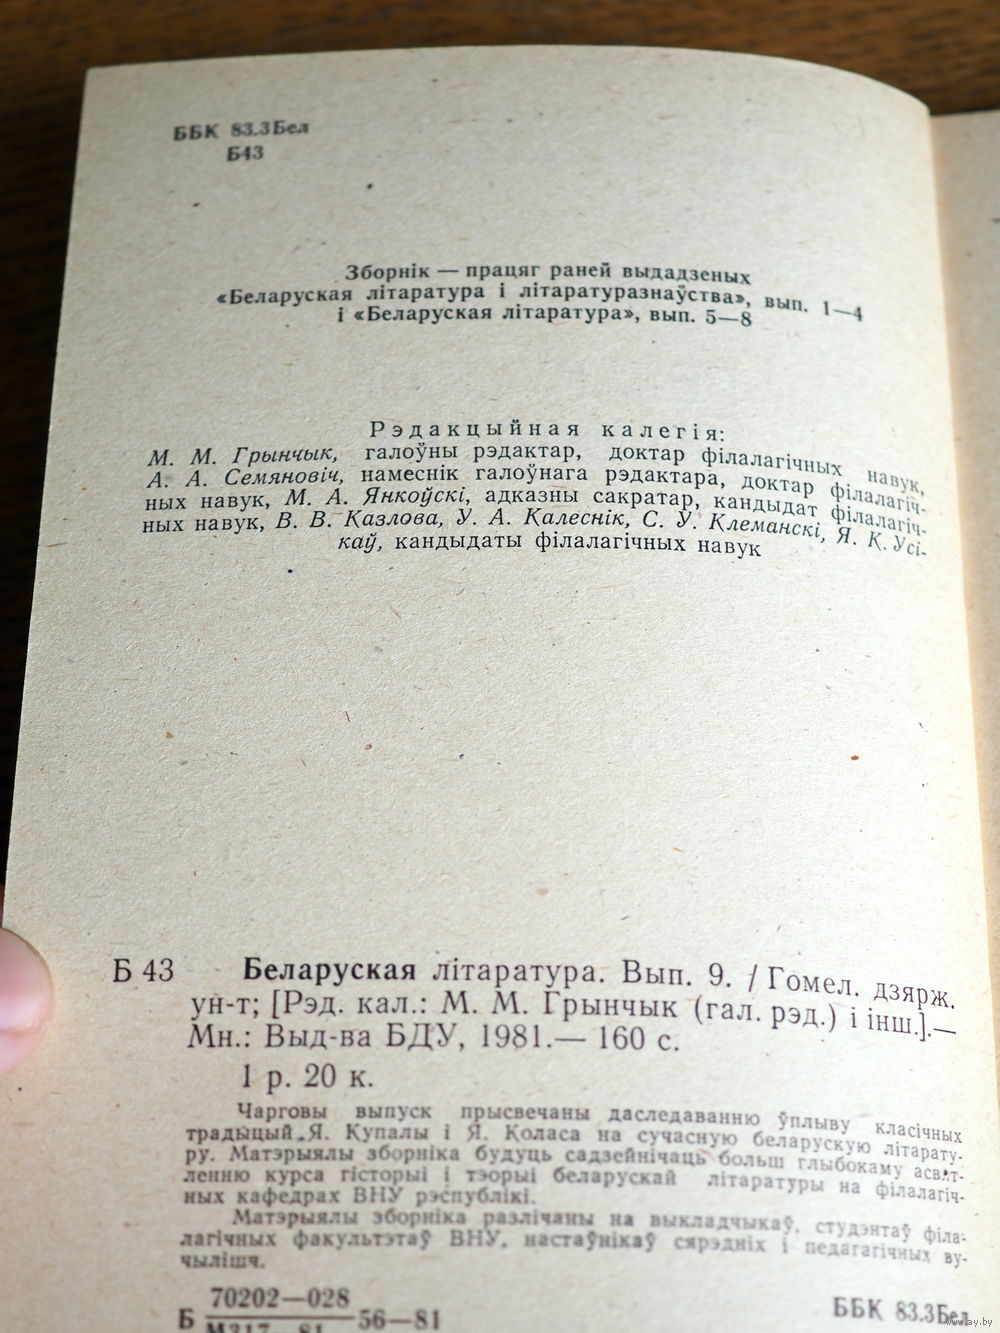 ББК 83.3Бел
Б43
Зборнік — працяг раней выдадзеных
«Беларуская літаратура і літаратуразнаўства», вып. 1—4
і «Беларуская літаратура», вып. 5—8
Рэдакцыйная калегія:
М. М. Грынчык, галоўны рэдактар, доктар філалагічных навук,
А. А. Семяновіч, намеснік галоўнага рэдактара, доктар філалагіч-
ных навук, М. А. Янкоўскі, адказны сакратар, кандыдат філалагіч-
ных навук, В. В. Казлова, У. А. Калеснік, С. У. Клеманскі, Я. К. Усі-
каў, кандыдаты філалагічных навук
Б 43 Беларуская літаратура. Вып. 9. / Гомел. дзярж.
ун-т; [Рэд. кал.: М. М. Грынчык (гал. рэд.) і інш.].—
Мн.: Выд-ва БДУ, 1981.— 160 с.
1 р. 20 к.
Чарговы выпуск прысвечаны даследаванню ўплыву класічных
традыцый Я. Купалы і Я. Коласа на сучасную беларускую літарату-
ру. Матэрыялы зборніка будуць садзейнічаць больш глыбокаму асвят-
ленню курса гісторыі і тэорыі беларускай літаратуры на філалагіч-
ных кафедрах ВНУ рэспублікі.
Матэрыялы зборніка разлічаны на выкладчыкаў, студэнтаў філа-
лагічных факультэтаў ВНУ, настаўнікаў сярэдніх і педагагічных ву-
чылішч.
70202—028
Б 56—81
М317—81
ББК 83.3Бел
www.ay.by